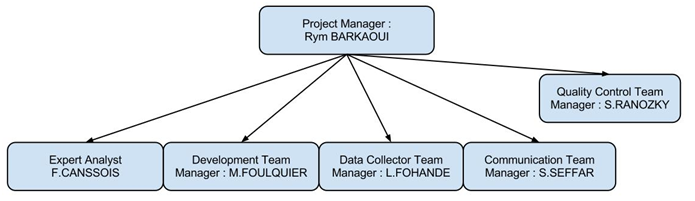 Project Manager :
Rym BARKAOUI
Quality Control Team
Manager : S.RANOZKY
Expert Analyst
F.CANSSOIS
Development Team
Manager : M.FOULQUIER
Data Collector Team
Manager : L.FOHANDE
Communication Team
Manager : S.SEFFAR